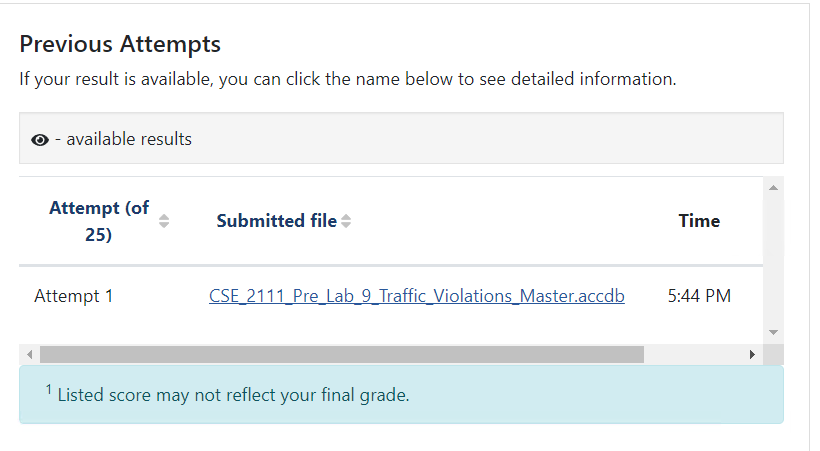 Previous Attempts
If your result is available, you can click the name below to see detailed information.
- available results
Attempt (of
25)
Submitted file
Time
Attempt 1
CSE_2111_Pre_Lab_9_Traffic_Violations_Master.accdb
5:44 PM
1 Listed score may not reflect your final grade.